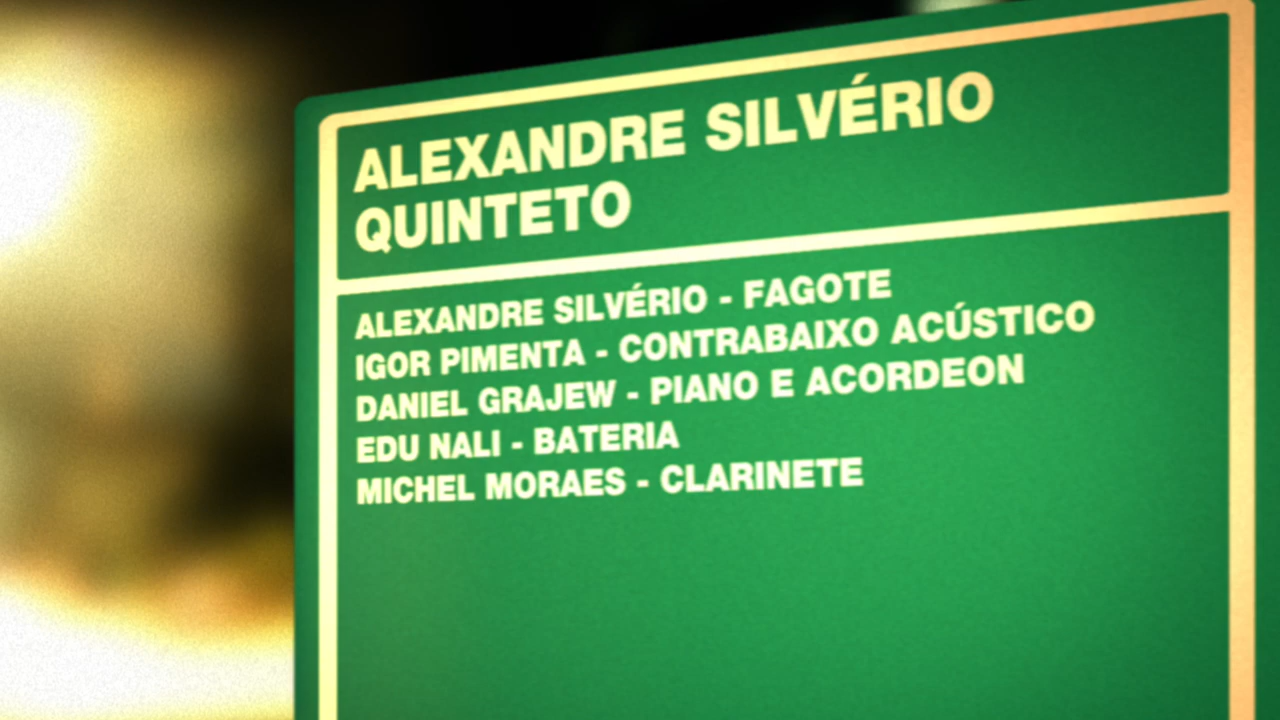 ALEXANDRE SILVÉRIO
QUINTETO
ALEXANDRE SILVÉRIO - FAGOTE
IGOR PIMENTA - CONTRABAIXO ACÚSTICO
DANIEL GRAJEW - PIANO E ACORDEON
EDU NALI - BATERIA
MICHEL MORAES - CLARINETE